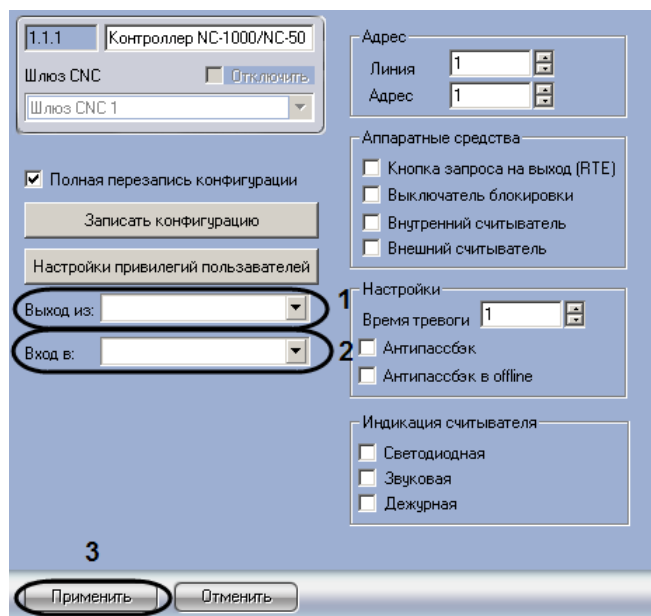 1.1.1 Контроллер NC-1000/NC-50
Шлюз CNC Отключить
Шлюз CNC 1
Полная перезапись конфигурации
Записать конфигурацию
Настройки привилегий пользавателей
Выход из: 1
Вход в: 2
Адрес
Линия 1
Адрес 1
Аппаратные средства
Кнопка запроса на выход (RTE)
Выключатель блокировки
Внутренний считыватель
Внешний считыватель
Настройки
Время тревоги 1
Антипассбэк
Антипассбэк в offline
Индикация считывателя
Светодиодная
Звуковая
Дежурная
3
Применить Отменить